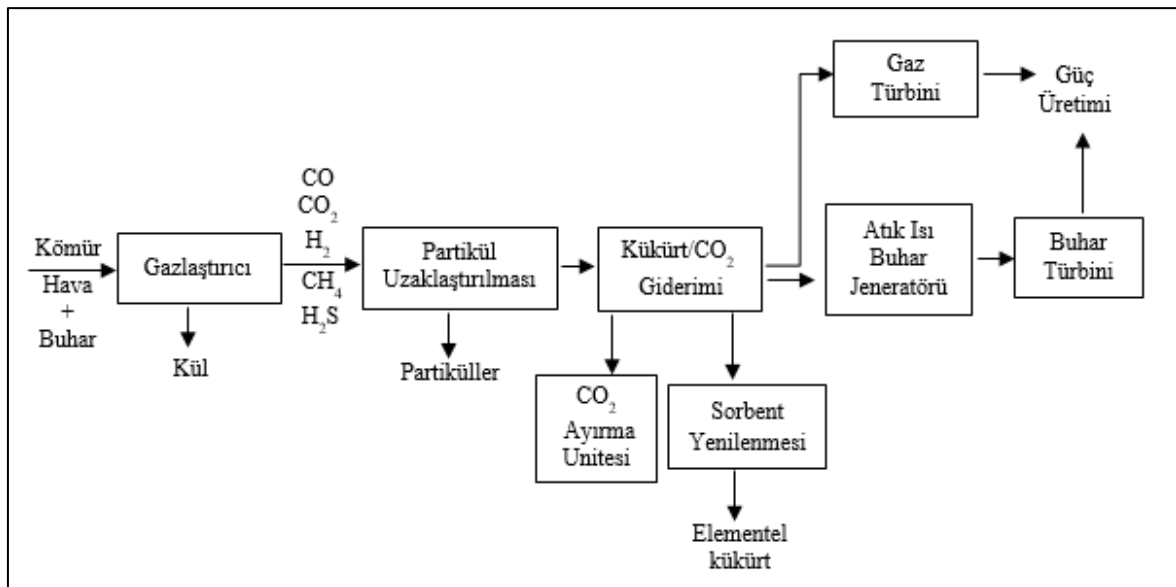 Kömür
Hava
+
Buhar
Gazlaştırıcı
Kül
CO
CO2
H2
CH4
H2S
Partikül
Uzaklaştırılması
Partiküller
Kükürt/CO2
Giderimi
CO2
Ayırma
Unitesi
Sorbent
Yenilenmesi
Elementel
kükürt
Gaz
Türbini
Güç
Üretimi
Atık Isı
Buhar
Jeneratörü
Buhar
Türbini